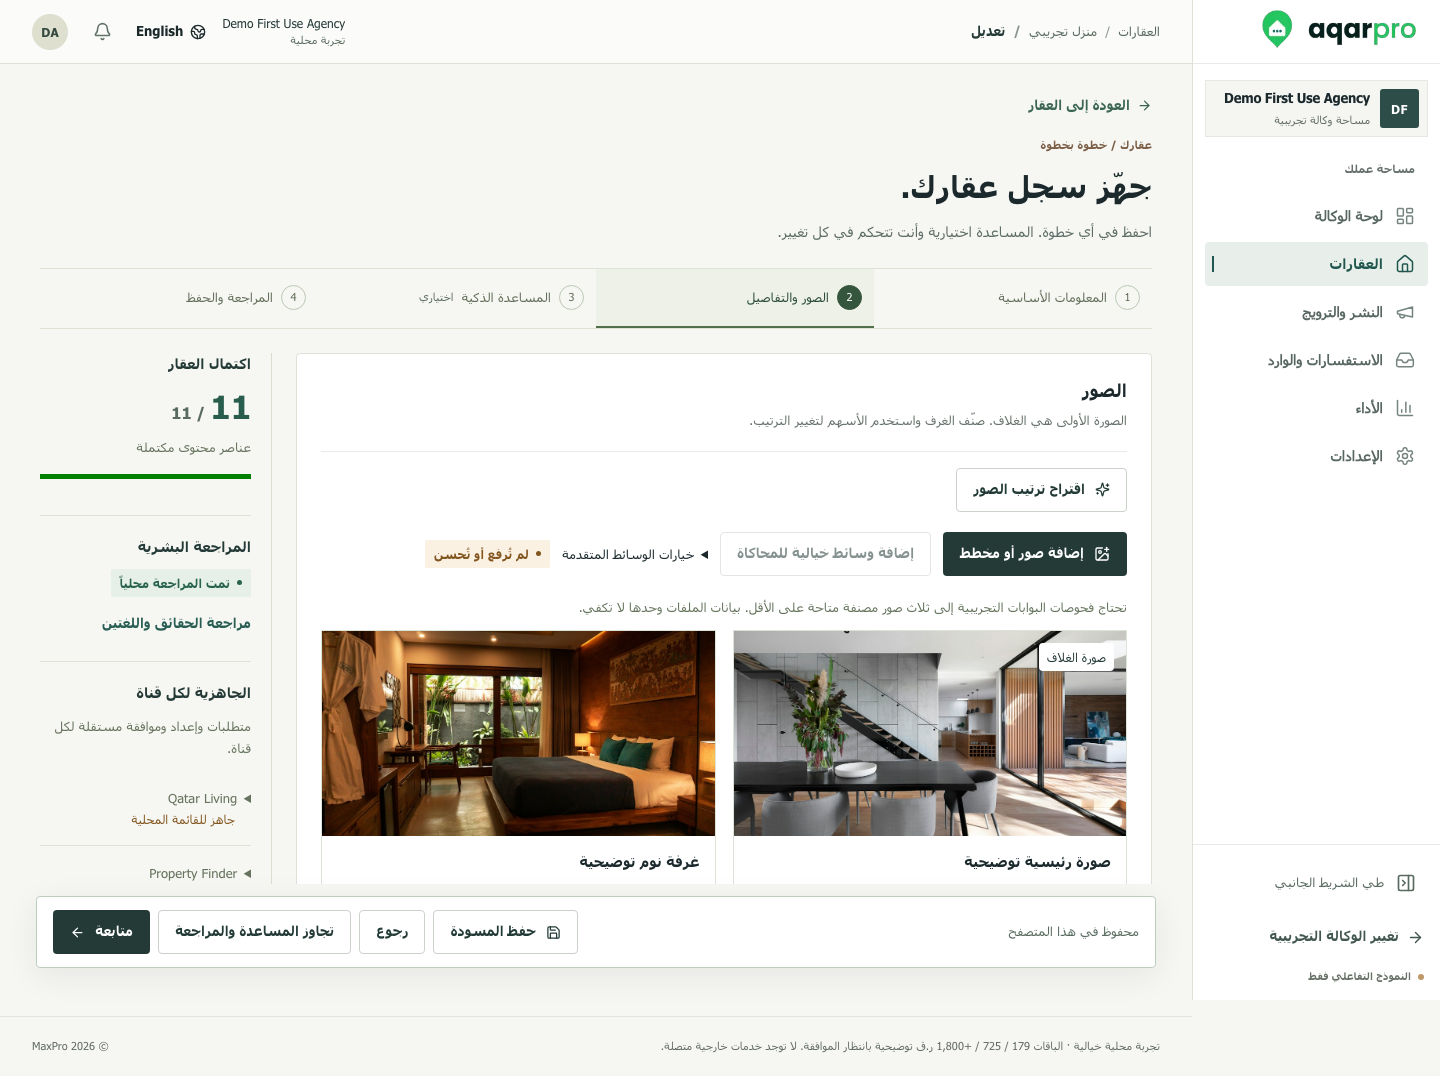 aqarpro
DF
Demo First Use Agency
مساحة وكالة تجريبية
مساحة عملك
لوحة الوكالة
العقارات
النشر والترويج
الاستفسارات والوارد
الأداء
الإعدادات
طي الشريط الجانبي
تغيير الوكالة التجريبية
النموذج التفاعلي فقط
العقارات / منزل تجريبي / تعديل
Demo First Use Agency
تجربة محلية
English
DA
العودة إلى العقار
عقارك / خطوة بخطوة
جهّز سجل عقارك.
احفظ في أي خطوة. المساعدة اختيارية وأنت تتحكم في كل تغيير.
1 المعلومات الأساسية
2 الصور والتفاصيل
3 المساعدة الذكية اختياري
4 المراجعة والحفظ
الصور
الصورة الأولى هي الغلاف. صنّف الغرف واستخدم الأسهم لتغيير الترتيب.
اقتراح ترتيب الصور
إضافة صور أو مخطط
إضافة وسائط خيالية للمحاكاة
خيارات الوسائط المتقدمة
لم تُرفع أو تُحسن
تحتاج فحوصات البوابات التجريبية إلى ثلاث صور مصنفة متاحة على الأقل. بيانات الملفات وحدها لا تكفي.
صورة الغلاف
صورة رئيسية توضيحية
غرفة نوم توضيحية
اكتمال العقار
11 / 11
عناصر محتوى مكتملة
المراجعة البشرية
تمت المراجعة محلياً
مراجعة الحقائق واللغتين
الجاهزية لكل قناة
متطلبات وإعداد وموافقة مستقلة لكل
قناة.
Qatar Living
جاهز للقائمة المحلية
Property Finder
محفوظ في هذا المتصفح
حفظ المسودة
رجوع
تجاوز المساعدة والمراجعة
متابعة
تجربة محلية خيالية · الباقات 179 / 725 / +1,800 ر.ق توضيحية بانتظار الموافقة. لا توجد خدمات خارجية متصلة.
© 2026 MaxPro